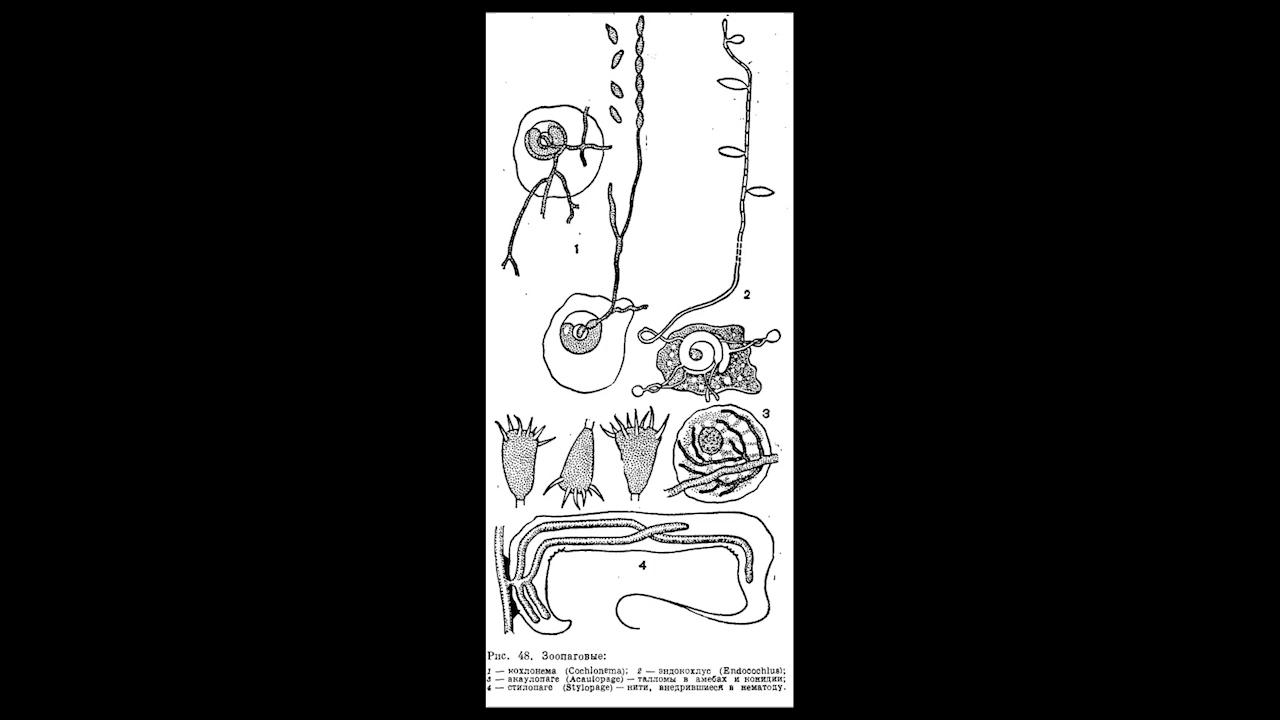 1
2
3
4
Рис. 48. Зоопаговые:
1 — кохлонема (Cochlonema); 2 — эндокохлус (Endocochlus);
3 — акаулопаге (Acaulopage) — талломы в амебах и конидии;
4 — стилопаге (Stylopage) — нити, внедрившиеся в нематоду.